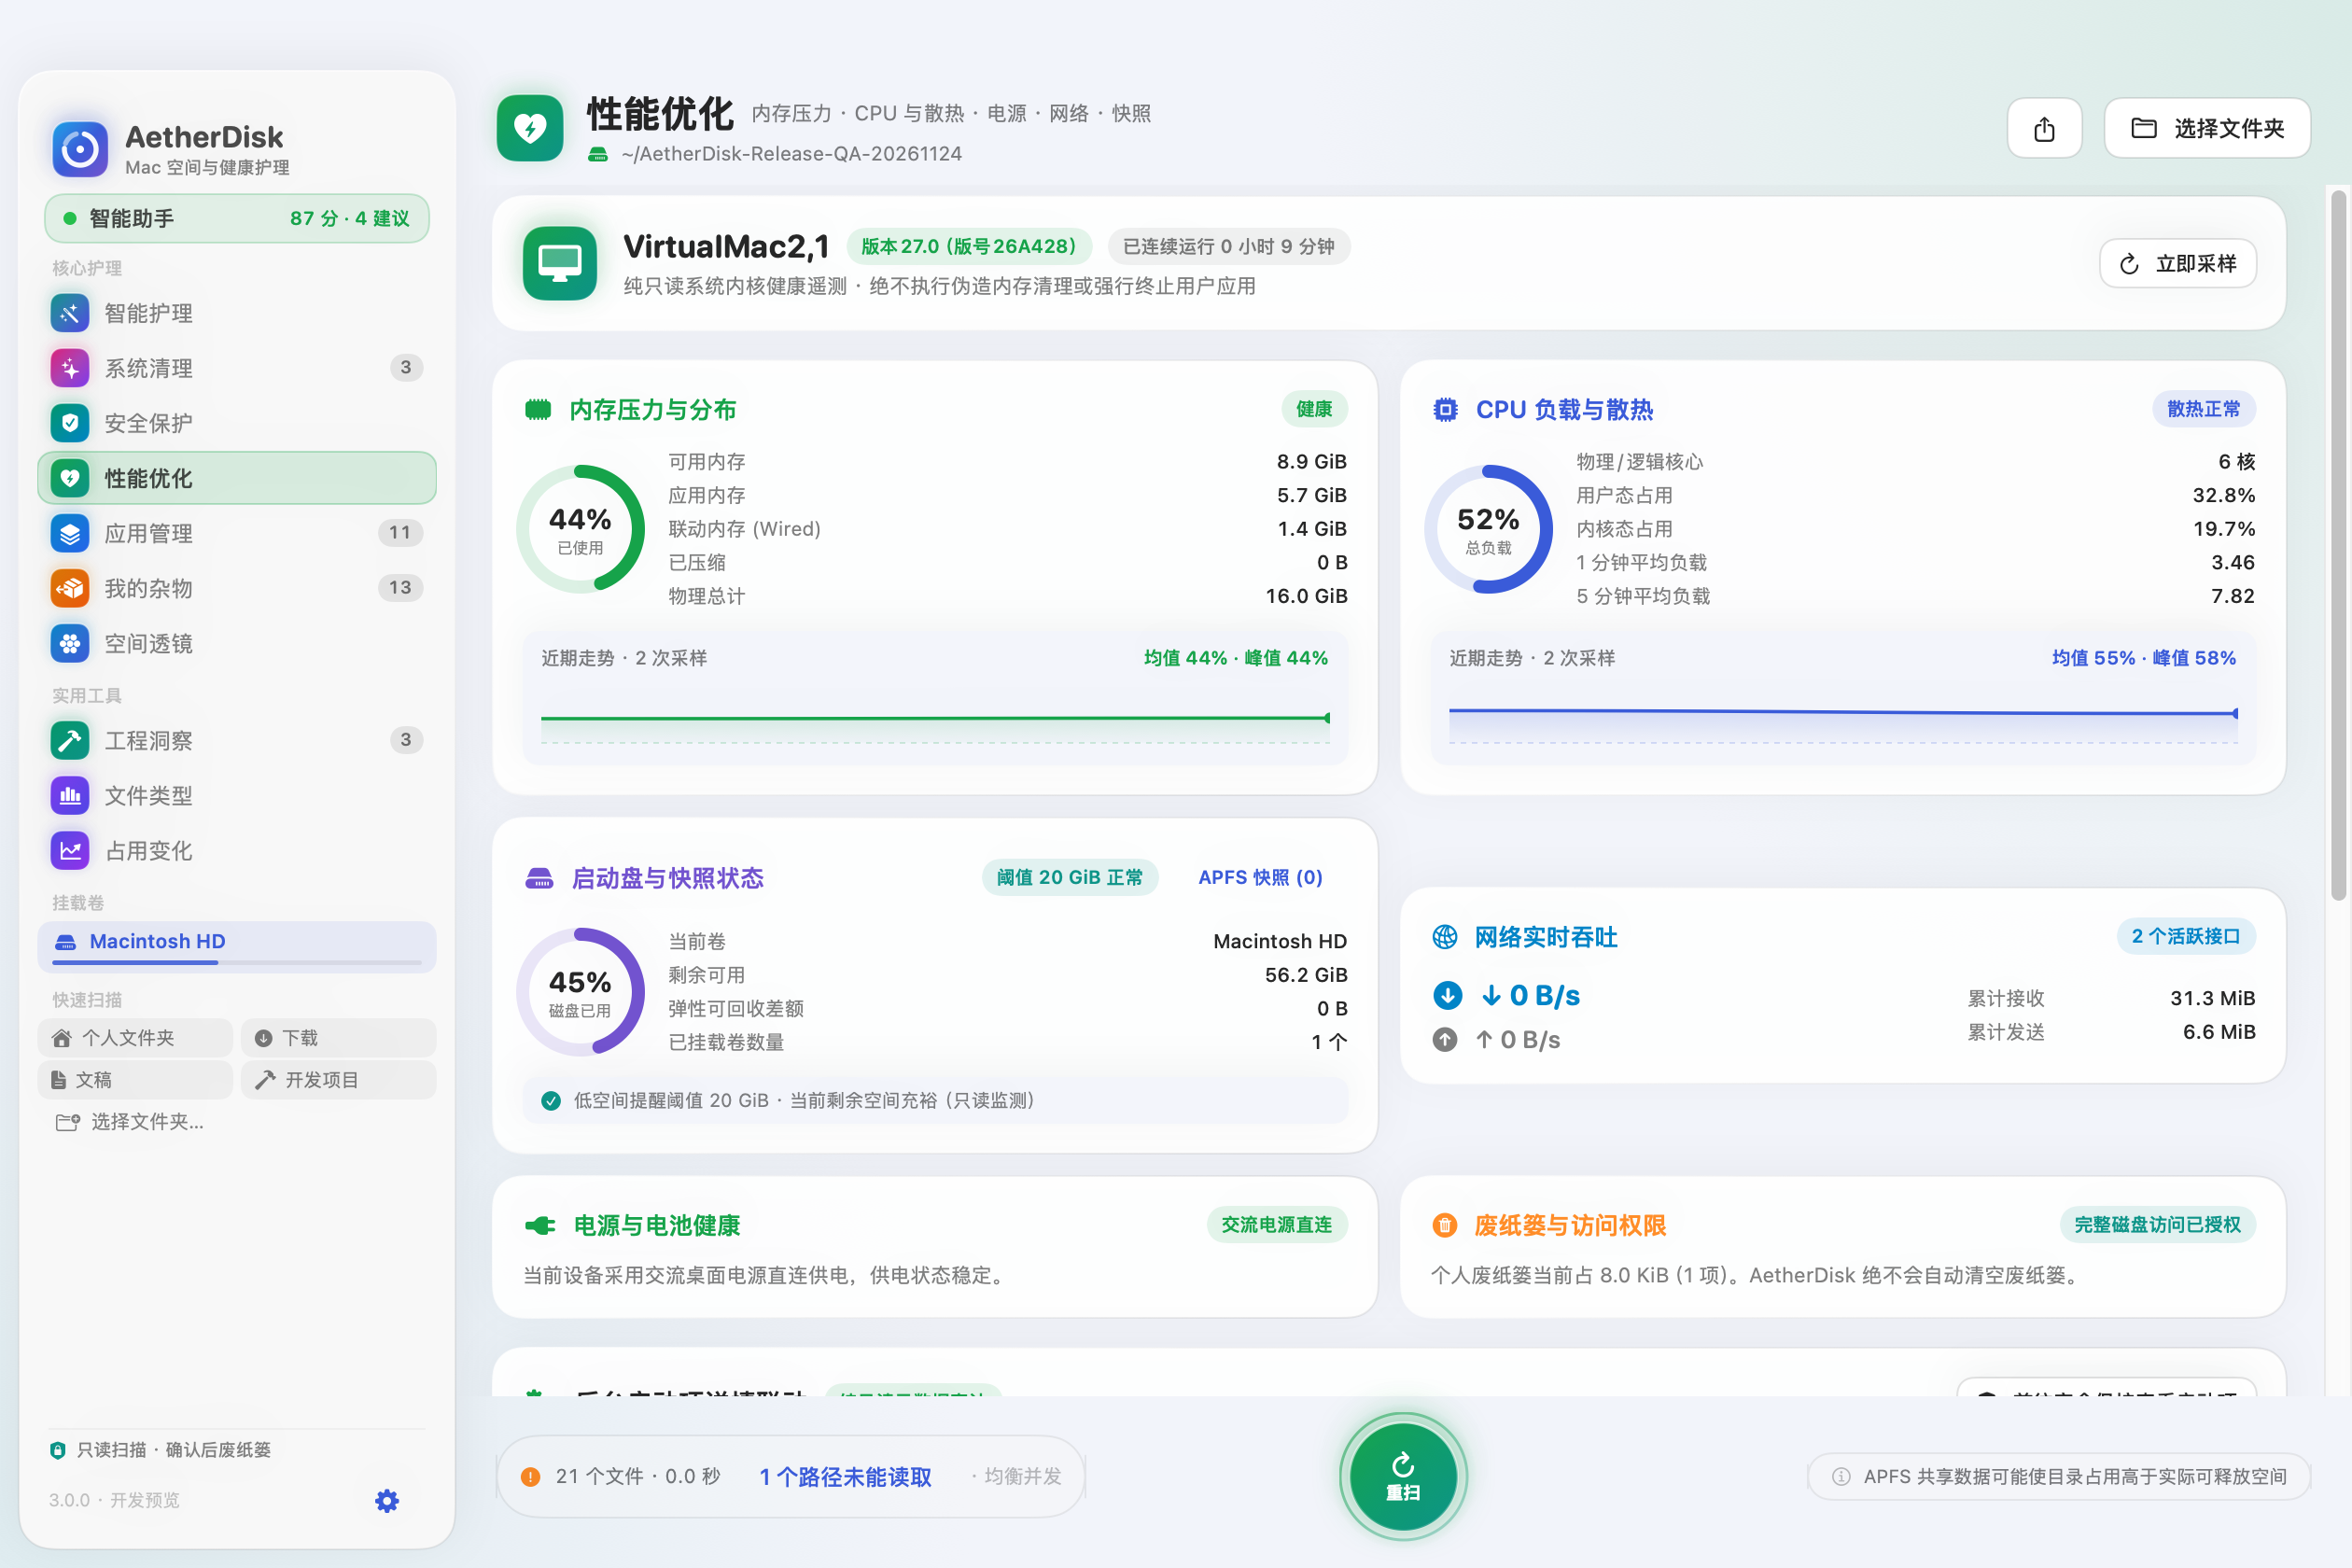 AetherDisk
Mac 空间与健康护理
智能助手 87 分 · 4 建议
核心护理
智能护理
系统清理 3
安全保护
性能优化
应用管理 11
我的杂物 13
空间透镜
实用工具
工程洞察 3
文件类型
占用变化
挂载卷
Macintosh HD
快速扫描
个人文件夹 下载
文稿 开发项目
选择文件夹...
只读扫描 · 确认后废纸篓
3.0.0 · 开发预览
性能优化 内存压力 · CPU 与散热 · 电源 · 网络 · 快照
~/AetherDisk-Release-QA-20261124
选择文件夹
VirtualMac2,1 版本 27.0 (版号 26A428) 已连续运行 0 小时 9 分钟
纯只读系统内核健康遥测 · 绝不执行伪造内存清理或强行终止用户应用
立即采样
内存压力与分布 健康
44%
已使用
可用内存 8.9 GiB
应用内存 5.7 GiB
联动内存 (Wired) 1.4 GiB
已压缩 0 B
物理总计 16.0 GiB
近期走势 · 2 次采样 均值 44% · 峰值 44%
CPU 负载与散热 散热正常
52%
总负载
物理/逻辑核心 6 核
用户态占用 32.8%
内核态占用 19.7%
1 分钟平均负载 3.46
5 分钟平均负载 7.82
近期走势 · 2 次采样 均值 55% · 峰值 58%
启动盘与快照状态 阈值 20 GiB 正常 APFS 快照 (0)
45%
磁盘已用
当前卷 Macintosh HD
剩余可用 56.2 GiB
弹性可回收差额 0 B
已挂载卷数量 1 个
低空间提醒阈值 20 GiB · 当前剩余空间充裕 (只读监测)
网络实时吞吐 2 个活跃接口
↓ 0 B/s
↑ 0 B/s
累计接收 31.3 MiB
累计发送 6.6 MiB
电源与电池健康 交流电源直连
当前设备采用交流桌面电源直连供电，供电状态稳定。
废纸篓与访问权限 完整磁盘访问已授权
个人废纸篓当前占 8.0 KiB (1 项)。AetherDisk 绝不会自动清空废纸篓。
21 个文件 · 0.0 秒 1 个路径未能读取 · 均衡并发
重扫
APFS 共享数据可能使目录占用高于实际可释放空间